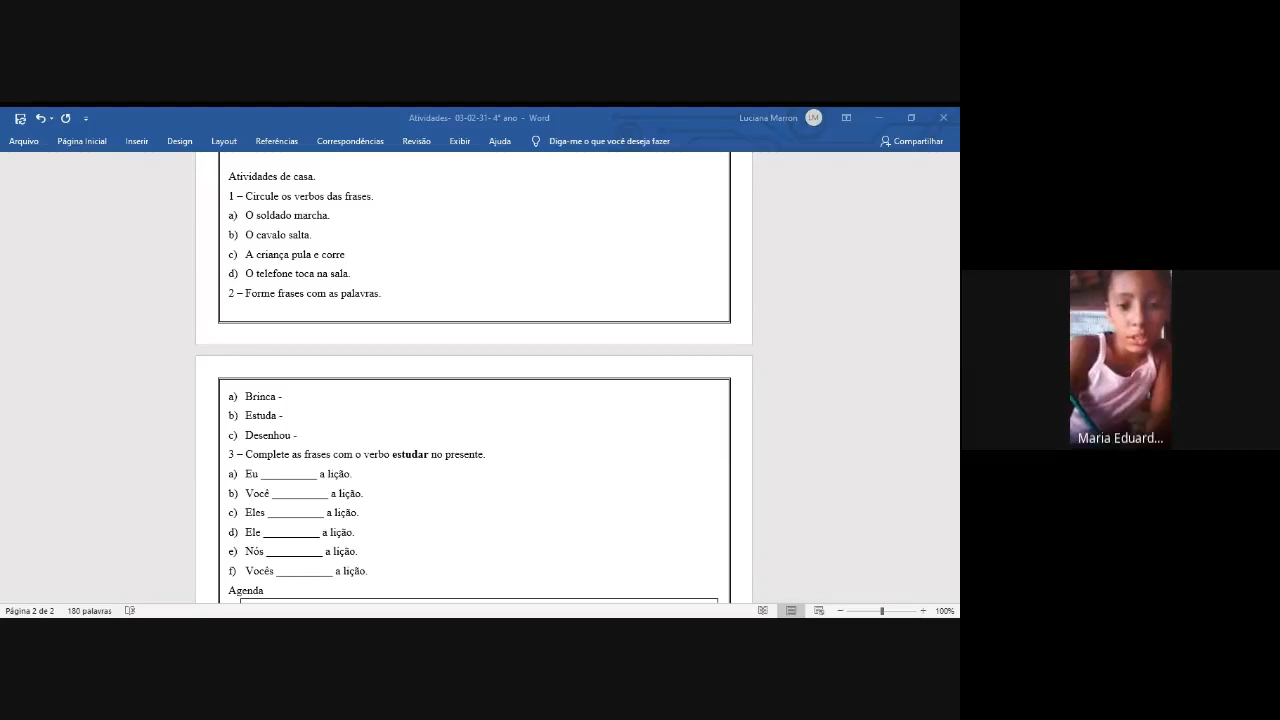 Atividades- 03-02-31- 4° ano - Word
Luciana Marron
LM
Arquivo
Página Inicial
Inserir
Design
Layout
Referências
Correspondências
Revisão
Exibir
Ajuda
Diga-me o que você deseja fazer
Compartilhar
Atividades de casa.
1 – Circule os verbos das frases.
a) O soldado marcha.
b) O cavalo salta.
c) A criança pula e corre
d) O telefone toca na sala.
2 – Forme frases com as palavras.
a) Brinca -
b) Estuda -
c) Desenhou -
3 – Complete as frases com o verbo estudar no presente.
a) Eu __________ a lição.
b) Você __________ a lição.
c) Eles __________ a lição.
d) Ele __________ a lição.
e) Nós __________ a lição.
f) Vocês __________ a lição.
Agenda
Maria Eduard...
Página 2 de 2
180 palavras
100%